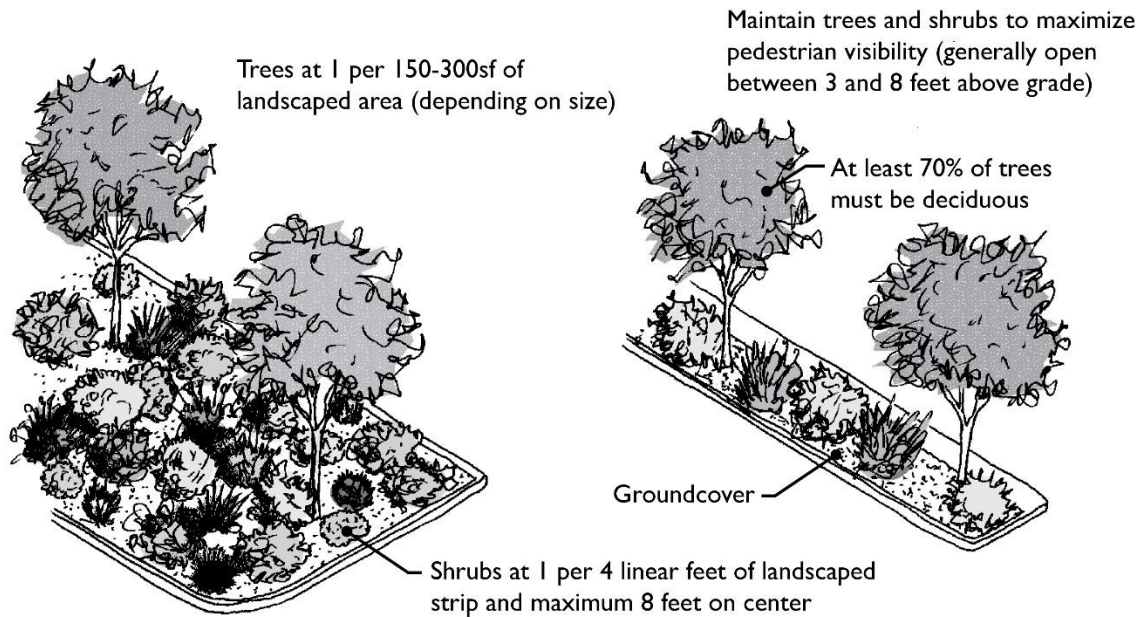 Maintain trees and shrubs to maximize
pedestrian visibility (generally open
between 3 and 8 feet above grade)
Trees at 1 per 150-300sf of
landscaped area (depending on size)
At least 70% of trees
must be deciduous
Groundcover
Shrubs at 1 per 4 linear feet of landscaped
strip and maximum 8 feet on center